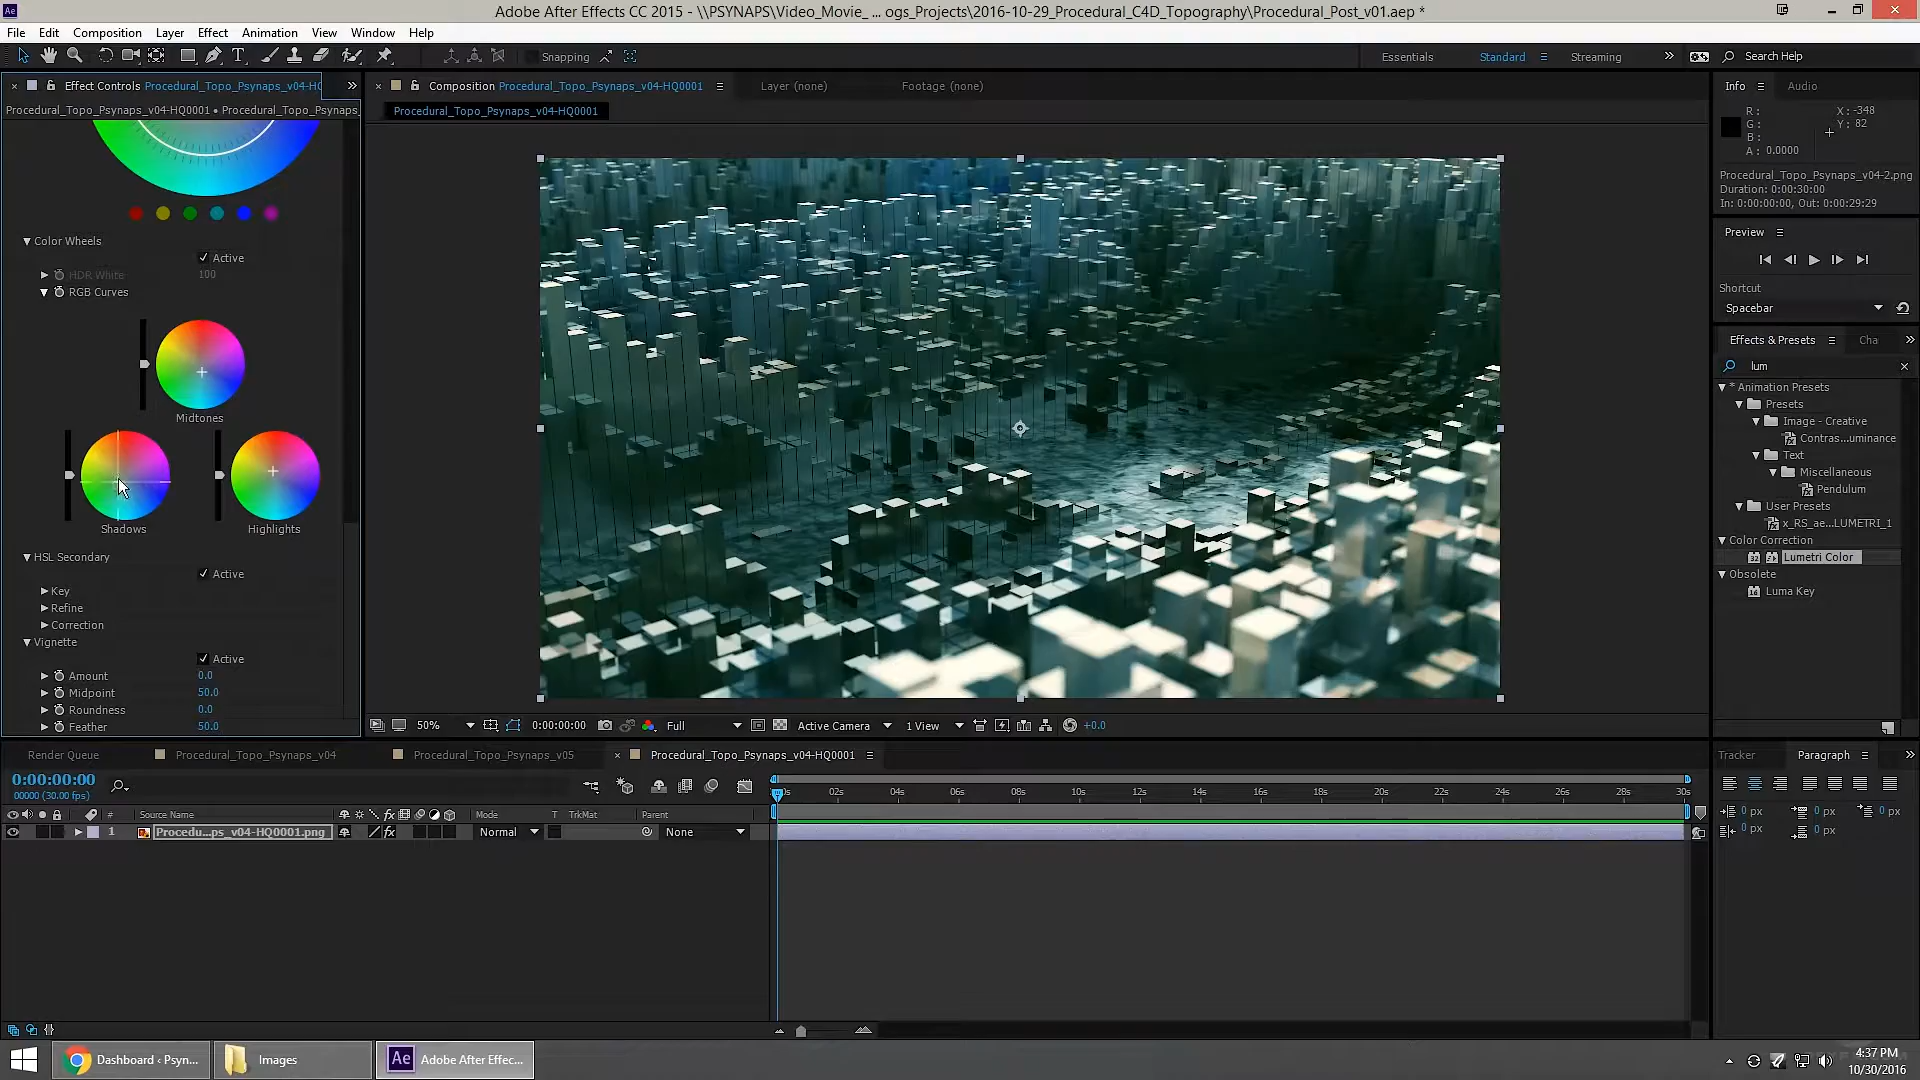 Ae Adobe After Effects CC 2015 - \\PSYNAPS\Video_Movie_ ... ogs_Projects\2016-10-29_Procedural_C4D_Topography\Procedural_Post_v01.aep *
File Edit Composition Layer Effect Animation View Window Help
T Snapping Essentials Standard Streaming Search Help
Effect Controls Procedural_Topo_Psynaps_v04-HQ
Composition Procedural_Topo_Psynaps_v04-HQ0001
Layer (none)
Footage (none)
Info
Audio
Procedural_Topo_Psynaps_v04-HQ0001 • Procedural_Topo_Psynaps_
Procedural_Topo_Psynaps_v04-HQ0001
R :
G :
B :
A : 0.0000
X : -348
Y : 82
Procedural_Topo_Psynaps_v04-2.png
Duration: 0:00:30:00
In: 0:00:00:00, Out: 0:00:29:29
Color Wheels
Active
HDR White 100
RGB Curves
Midtones
Shadows
Highlights
HSL Secondary
Active
Key
Refine
Correction
Vignette
Active
Amount 0.0
Midpoint 50.0
Roundness 0.0
Feather 50.0
Preview
Shortcut
Spacebar
Effects & Presets
Cha
lum
* Animation Presets
Presets
Image - Creative
Contras...uminance
Text
Miscellaneous
Pendulum
User Presets
x_RS_ae...LUMETRI_1
Color Correction
Lumetri Color
Obsolete
Luma Key
50% 0:00:00:00 Full Active Camera 1 View +0.0
Render Queue
Procedural_Topo_Psynaps_v04
Procedural_Topo_Psynaps_v05
Procedural_Topo_Psynaps_v04-HQ0001
Tracker
Paragraph
0:00:00:00
00000 (30.00 fps)
02s 04s 06s 08s 10s 12s 14s 16s 18s 20s 22s 24s 26s 28s 30s
# Source Name Mode T TrkMat Parent
1 Procedu...ps_v04-HQ0001.png Normal None
0 px 0 px 0 px
0 px 0 px
Dashboard ‹ Psyn...
Images
Ae Adobe After Effec...
4:37 PM
10/30/2016